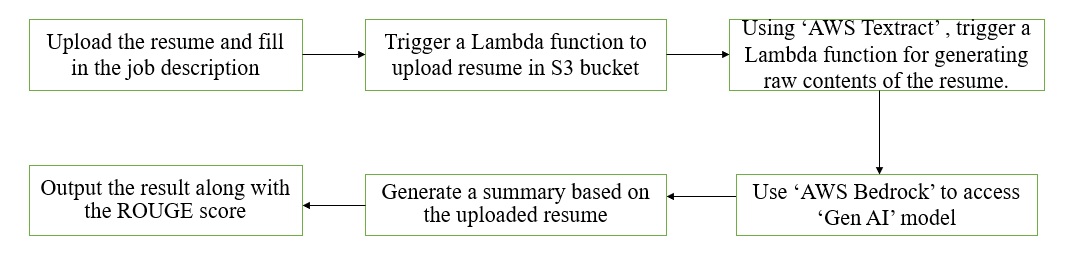 Upload the resume and fill
in the job description
Trigger a Lambda function to
upload resume in S3 bucket
Using ‘AWS Textract’ , trigger a
Lambda function for generating
raw contents of the resume.
Use ‘AWS Bedrock’ to access
‘Gen AI’ model
Generate a summary based on
the uploaded resume
Output the result along with
the ROUGE score